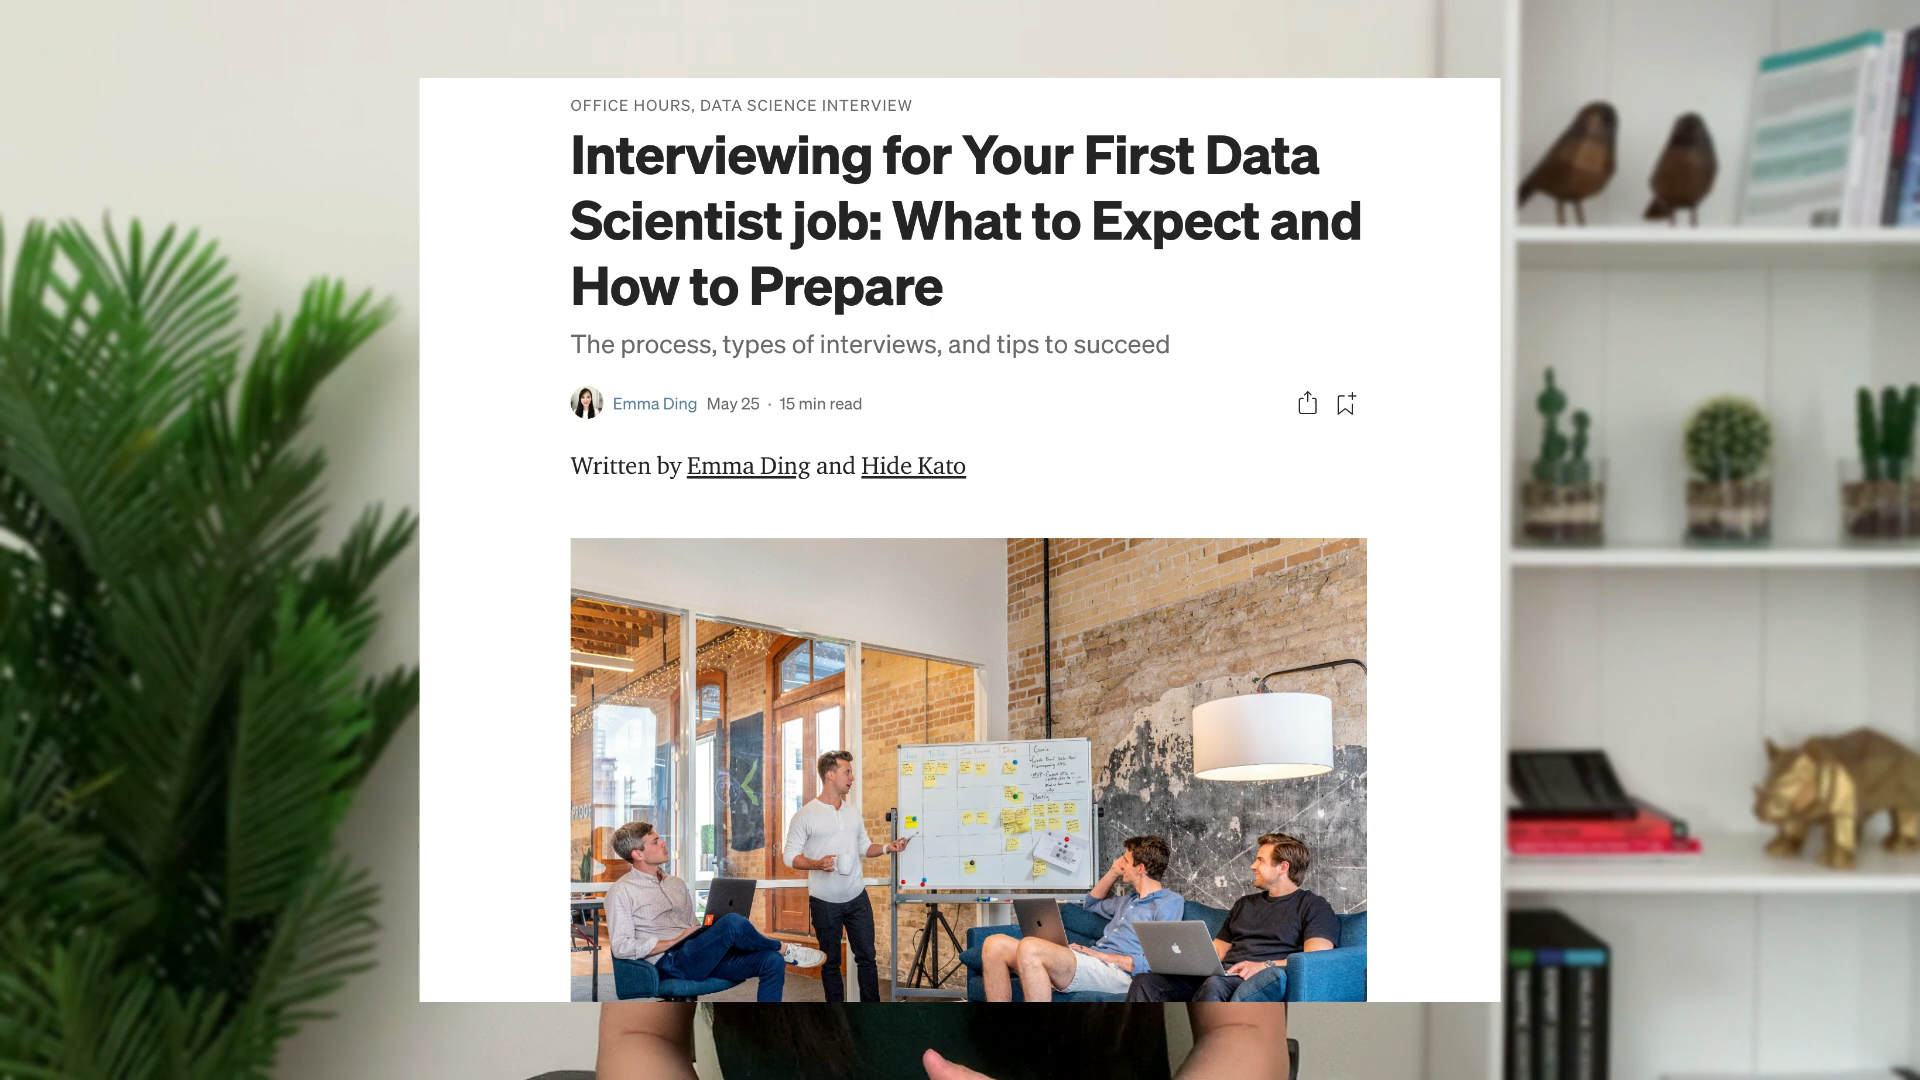 OFFICE HOURS, DATA SCIENCE INTERVIEW
Interviewing for Your First Data
Scientist job: What to Expect and
How to Prepare
The process, types of interviews, and tips to succeed
Emma Ding May 25 · 15 min read
Written by Emma Ding and Hide Kato